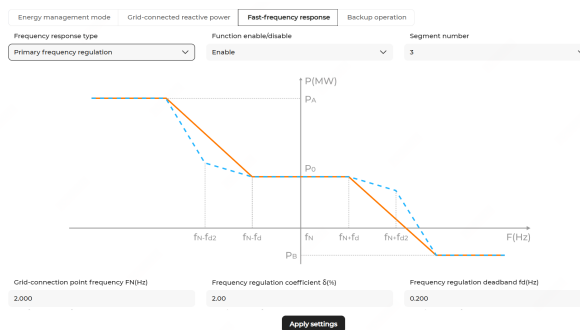 Energy management mode Grid-connected reactive power Fast-frequency response Backup operation
Frequency response type Function enable/disable Segment number
Primary frequency regulation Enable 3
P(MW)
PA
P0
fN-fd2 fN-fd fN fN+fd fN+fd2 F(Hz)
PB
Grid-connection point frequency FN(Hz) Frequency regulation coefficient δ(%) Frequency regulation deadband fd(Hz)
2.000 2.00 0.200
Apply settings